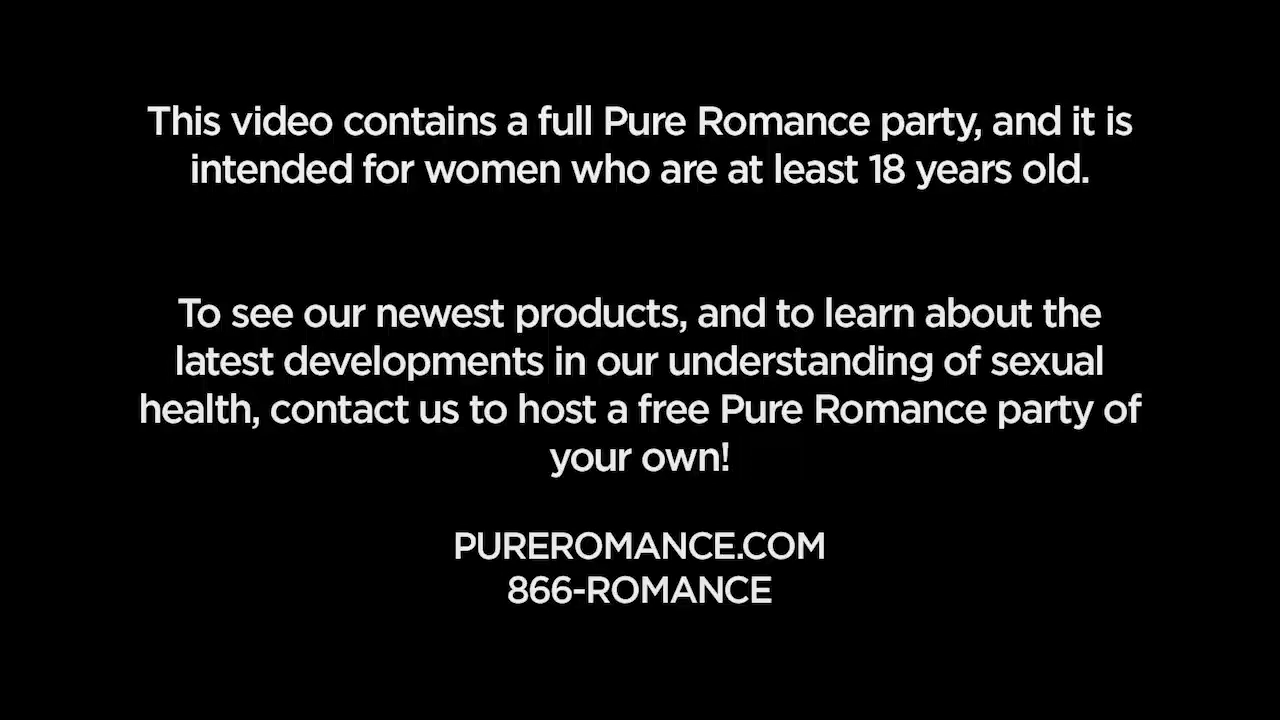 This video contains a full Pure Romance party, and it is
intended for women who are at least 18 years old.
To see our newest products, and to learn about the
latest developments in our understanding of sexual
health, contact us to host a free Pure Romance party of
your own!
PUREROMANCE.COM
866-ROMANCE